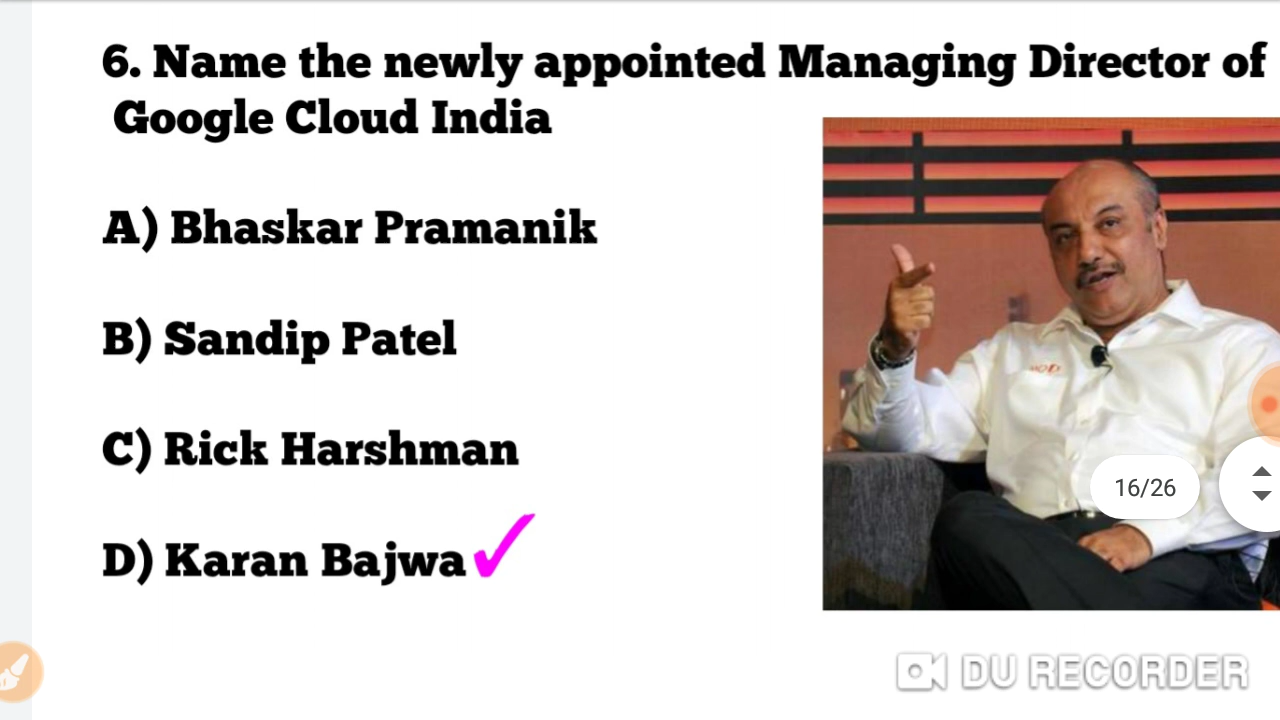 6. Name the newly appointed Managing Director of
Google Cloud India
A) Bhaskar Pramanik
B) Sandip Patel
C) Rick Harshman
D) Karan Bajwa
16/26
DU RECORDER